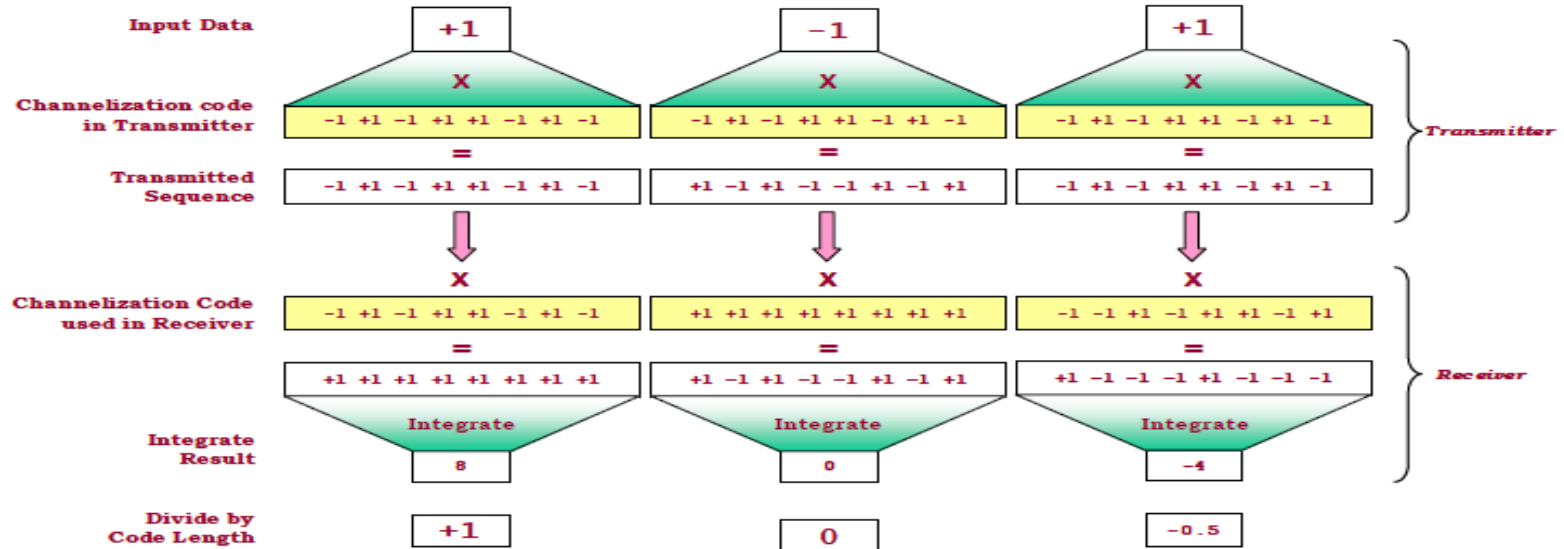 Input Data
+1
-1
+1
X
X
X
Channelization code
in Transmitter
-1 +1 -1 +1 +1 -1 +1 -1
-1 +1 -1 +1 +1 -1 +1 -1
-1 +1 -1 +1 +1 -1 +1 -1
Transmitter
=
=
=
Transmitted
Sequence
-1 +1 -1 +1 +1 -1 +1 -1
+1 -1 +1 -1 -1 +1 -1 +1
-1 +1 -1 +1 +1 -1 +1 -1
X
X
X
Channelization Code
used in Receiver
-1 +1 -1 +1 +1 -1 +1 -1
+1 +1 +1 +1 +1 +1 +1 +1
-1 -1 +1 -1 +1 +1 -1 +1
=
=
=
+1 +1 +1 +1 +1 +1 +1 +1
+1 -1 +1 -1 -1 +1 -1 +1
+1 -1 -1 -1 +1 -1 -1 -1
Receiver
Integrate
Integrate
Integrate
Integrate
Result
8
0
-4
Divide by
Code Length
+1
0
-0.5